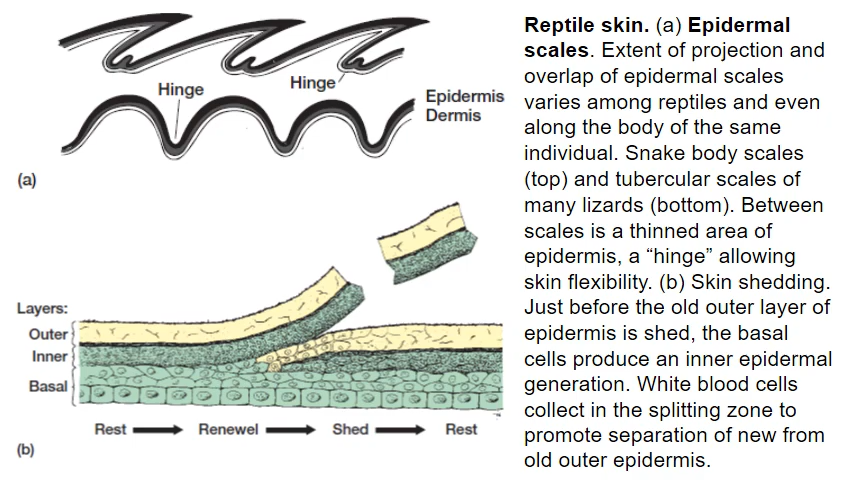 Hinge
Hinge
Epidermis
Dermis
(a)
Layers:
Outer
Inner
Basal
Rest Renewel Shed Rest
(b)
Reptile skin. (a) Epidermal
scales. Extent of projection and
overlap of epidermal scales
varies among reptiles and even
along the body of the same
individual. Snake body scales
(top) and tubercular scales of
many lizards (bottom). Between
scales is a thinned area of
epidermis, a “hinge” allowing
skin flexibility. (b) Skin shedding.
Just before the old outer layer of
epidermis is shed, the basal
cells produce an inner epidermal
generation. White blood cells
collect in the splitting zone to
promote separation of new from
old outer epidermis.